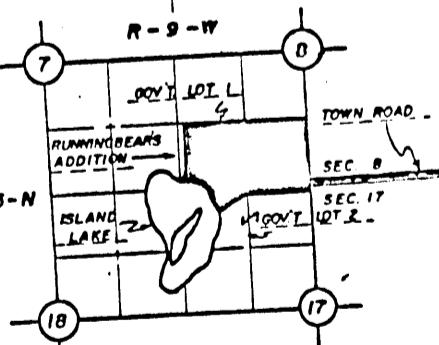 R-9-W
7
8
GOV'T LOT 1
TOWN ROAD
RUNNINGBEAR'S
ADDITION
SEC. 8
-N
SEC. 17
ISLAND
LAKE
GOV'T LOT 2
18
17